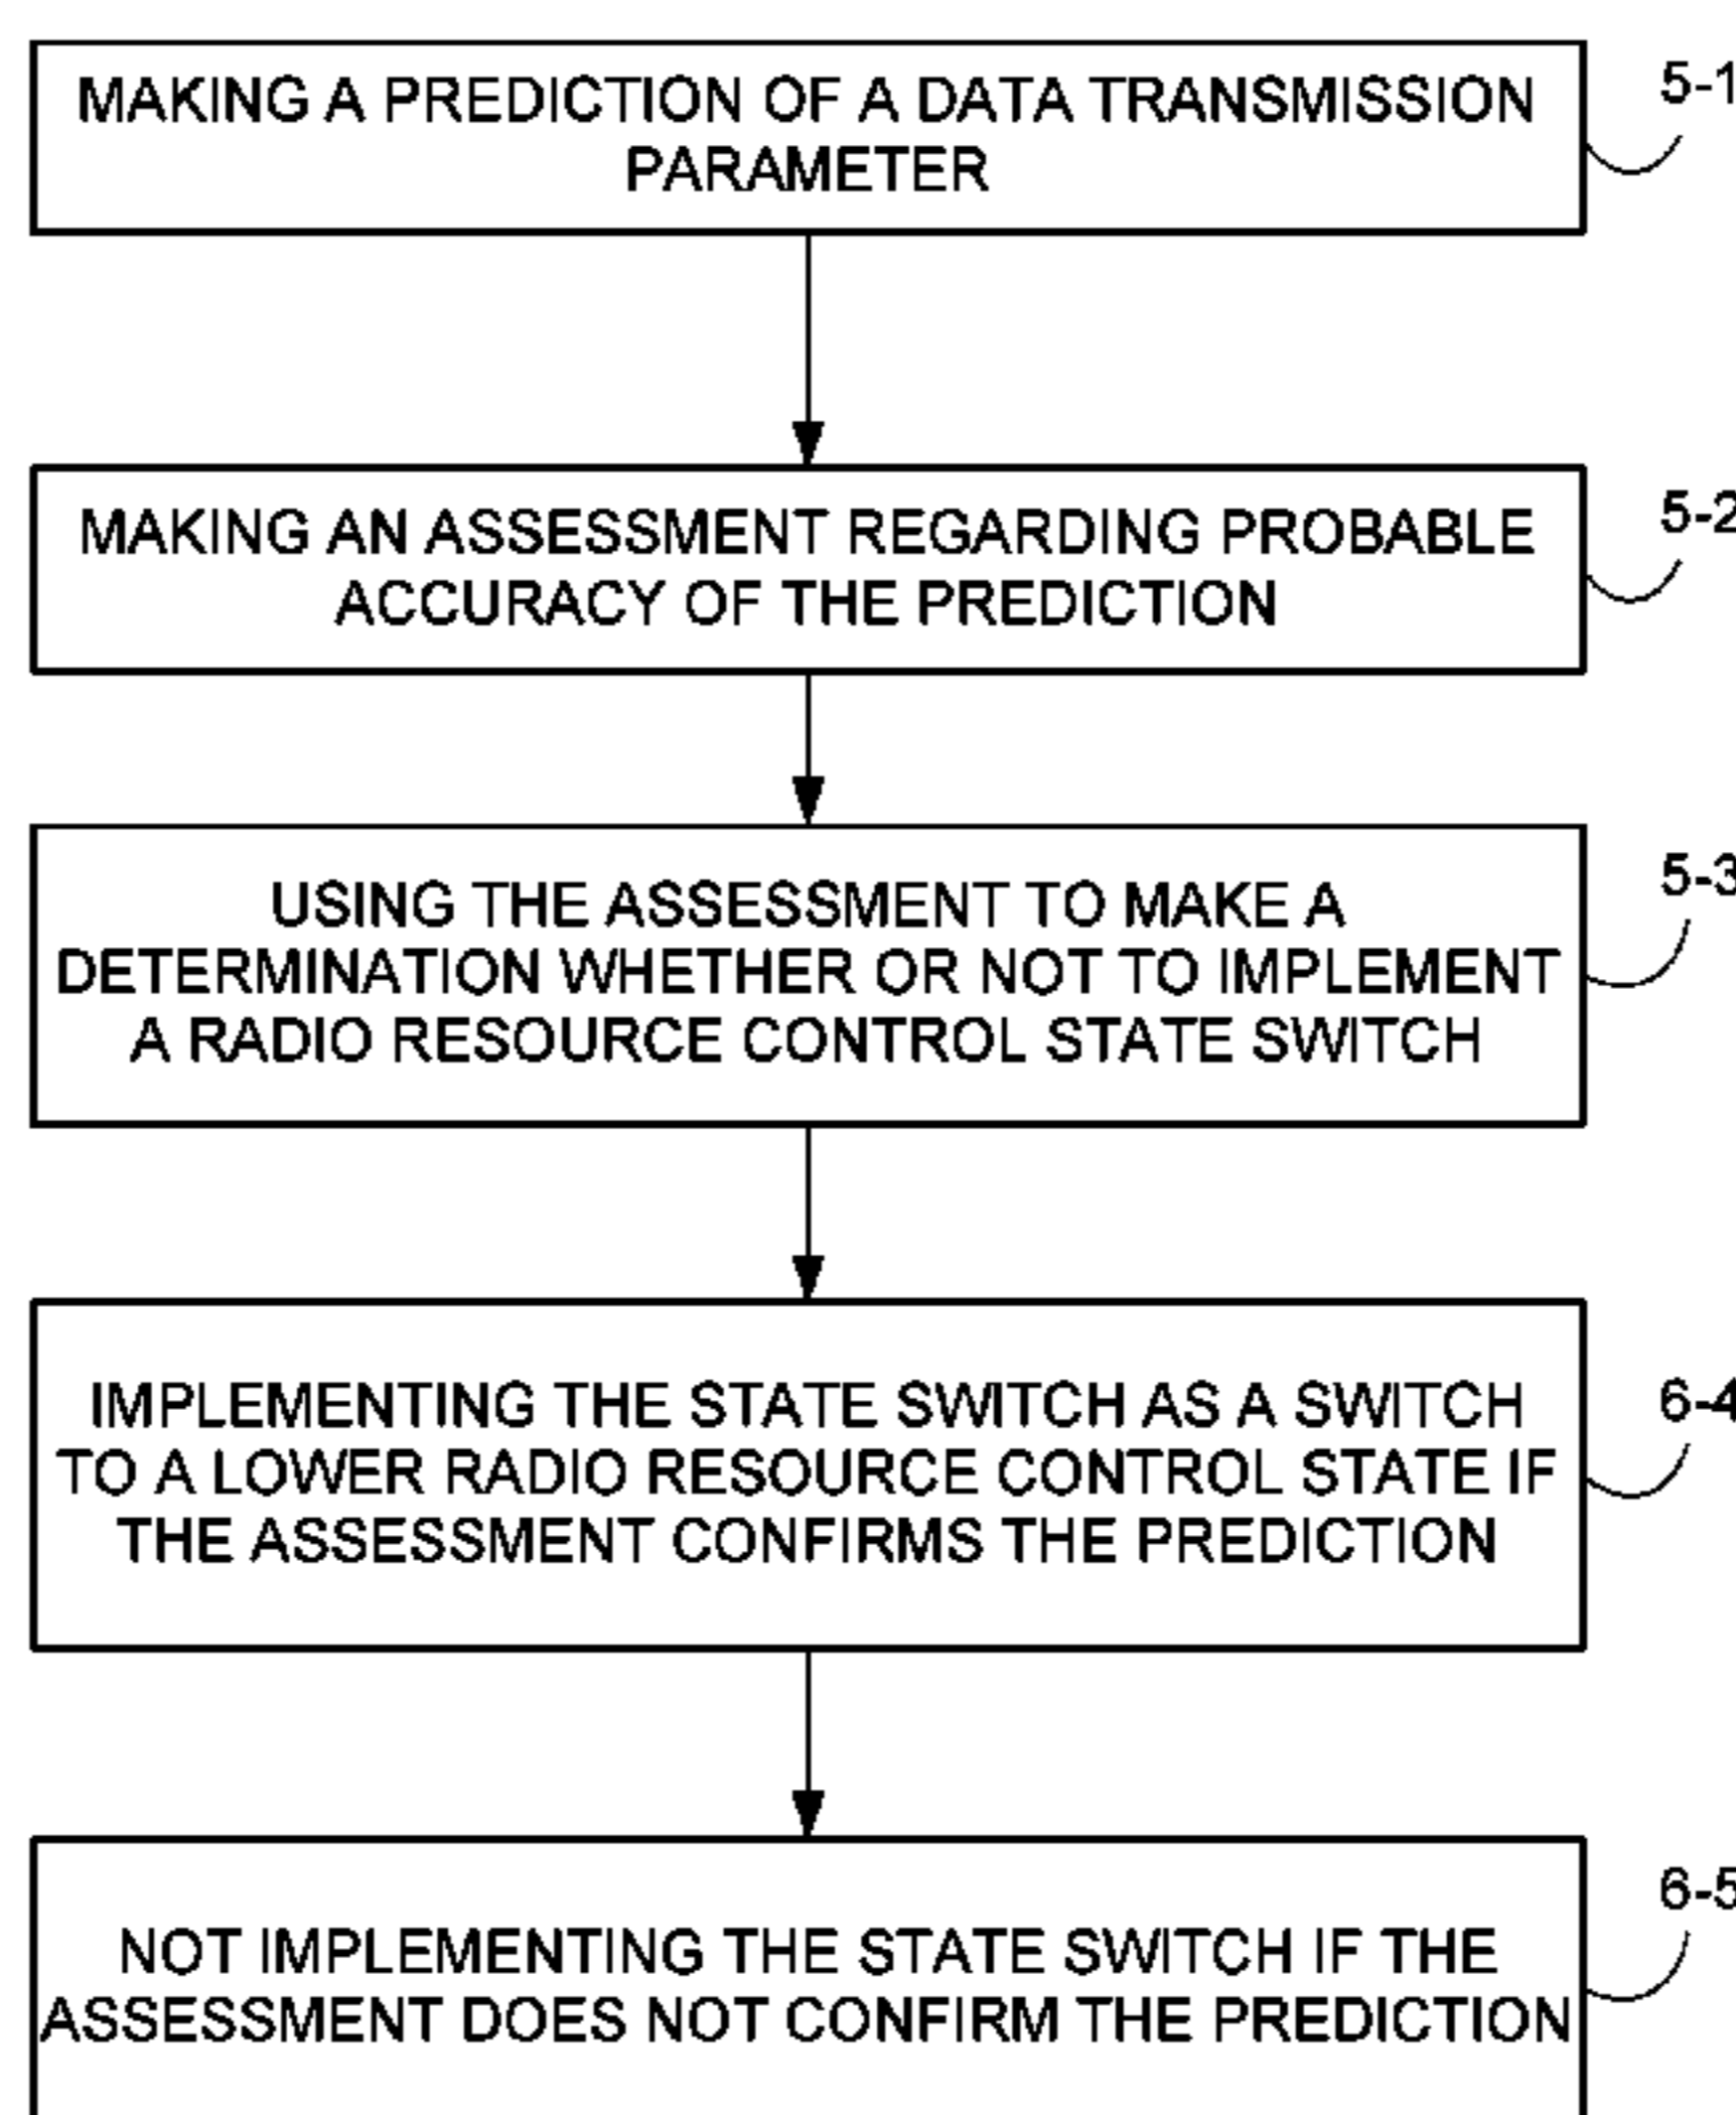 MAKING A PREDICTION OF A DATA TRANSMISSION
PARAMETER
5-1
MAKING AN ASSESSMENT REGARDING PROBABLE
ACCURACY OF THE PREDICTION
5-2
USING THE ASSESSMENT TO MAKE A
DETERMINATION WHETHER OR NOT TO IMPLEMENT
A RADIO RESOURCE CONTROL STATE SWITCH
5-3
IMPLEMENTING THE STATE SWITCH AS A SWITCH
TO A LOWER RADIO RESOURCE CONTROL STATE IF
THE ASSESSMENT CONFIRMS THE PREDICTION
6-4
NOT IMPLEMENTING THE STATE SWITCH IF THE
ASSESSMENT DOES NOT CONFIRM THE PREDICTION
6-5